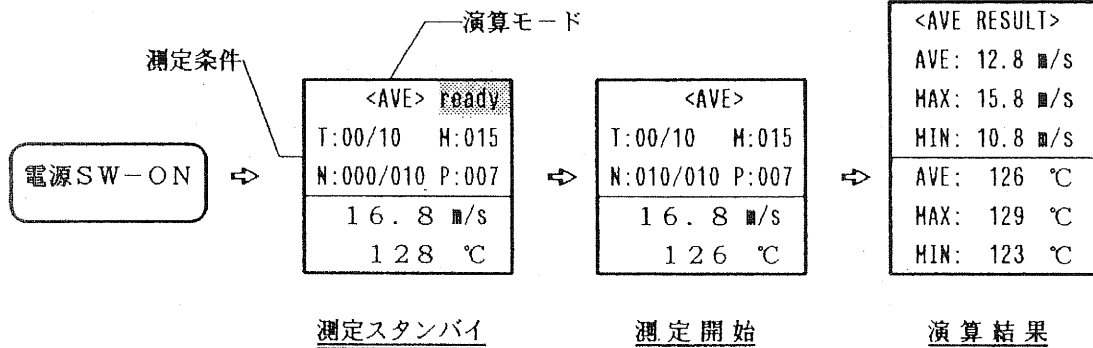 演算モード
測定条件
電源SW-ON
<AVE> ready
T:00/10 M:015
N:000/010 P:007
16.8 m/s
128 ℃
測定スタンバイ
<AVE>
T:00/10 M:015
N:010/010 P:007
16.8 m/s
126 ℃
測定開始
<AVE RESULT>
AVE: 12.8 m/s
MAX: 15.8 m/s
MIN: 10.8 m/s
AVE: 126 ℃
MAX: 129 ℃
MIN: 123 ℃
演算結果